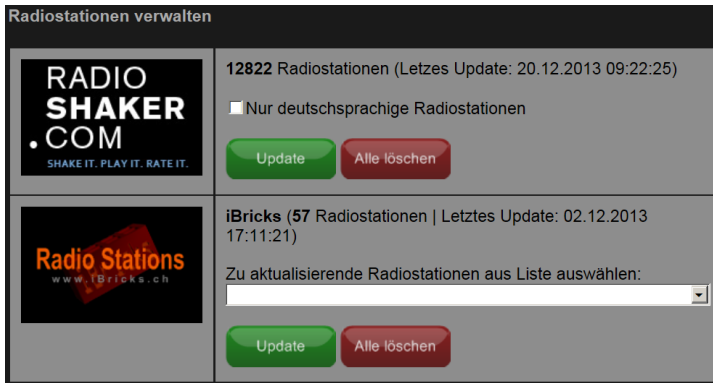 Radiostationen verwalten
RADIO
SHAKER
.COM
SHAKE IT. PLAY IT. RATE IT.
12822 Radiostationen (Letzes Update: 20.12.2013 09:22:25)
Nur deutschsprachige Radiostationen
Update
Alle löschen
Radio Stations
www.iBricks.ch
iBricks (57 Radiostationen | Letztes Update: 02.12.2013
17:11:21)
Zu aktualisierende Radiostationen aus Liste auswählen:
Update
Alle löschen